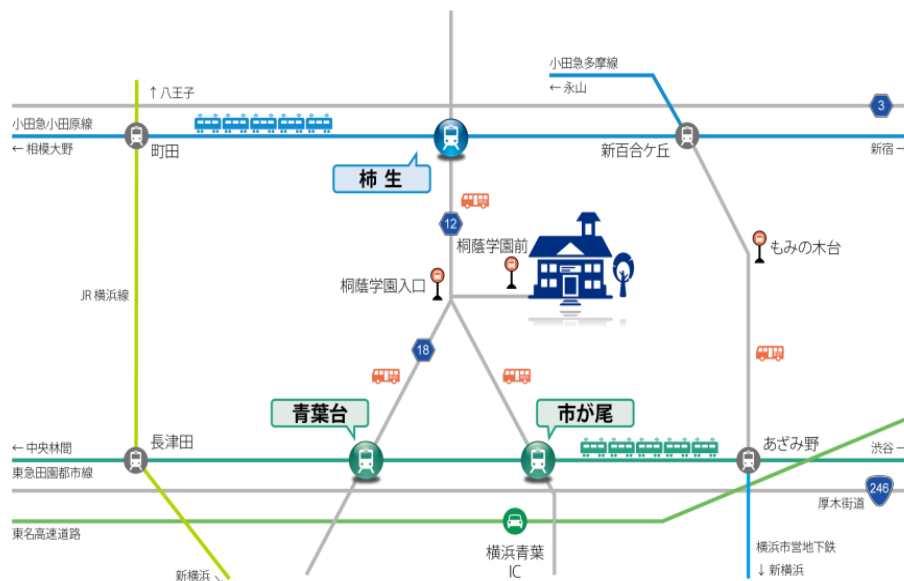 小田急多摩線
← 永山
↑ 八王子
3
小田急小田原線
← 相模大野
町田
新百合ケ丘
新宿 →
柿 生
12
桐蔭学園前
もみの木台
桐蔭学園入口
JR 横浜線
18
青葉台
市が尾
← 中央林間
長津田
あざみ野
渋谷 →
東急田園都市線
246
厚木街道
東名高速道路
横浜青葉
IC
横浜市営地下鉄
↓ 新横浜
新横浜 ↘